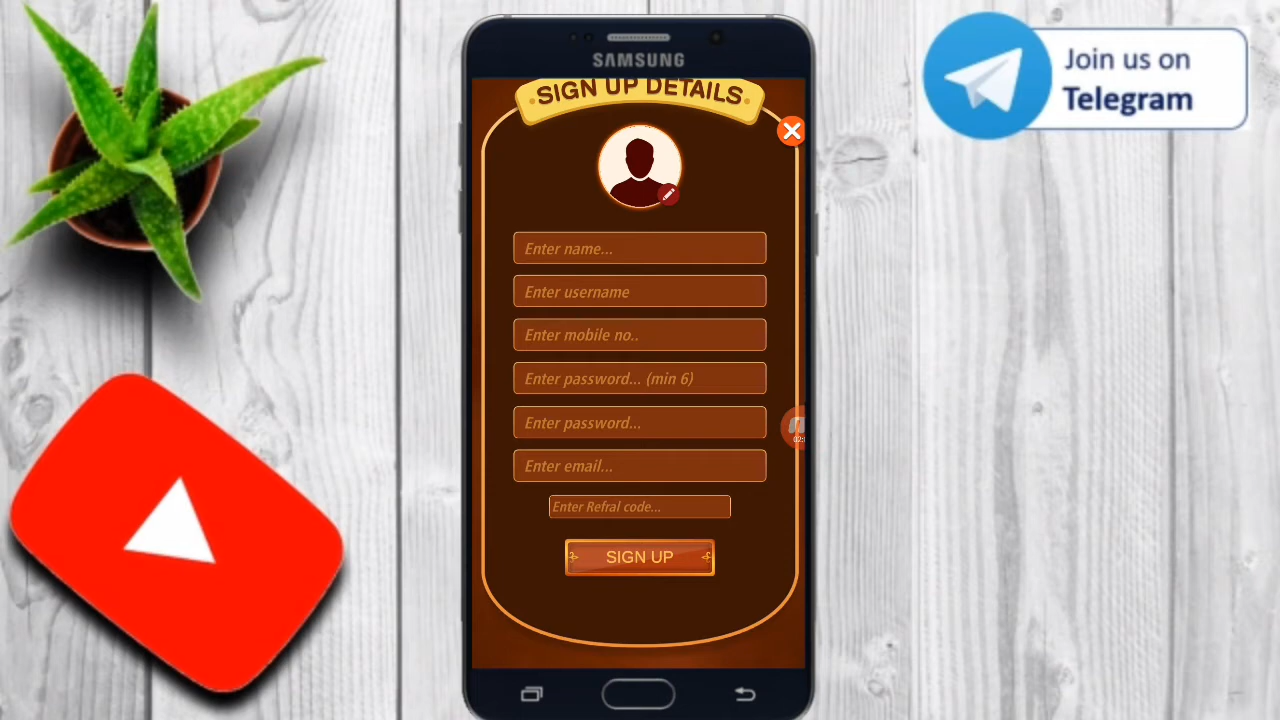 SAMSUNG
SIGN UP DETAILS
Enter name...
Enter username
Enter mobile no..
Enter password... (min 6)
Enter password...
Enter email...
Enter Refral code...
SIGN UP
Join us on
Telegram